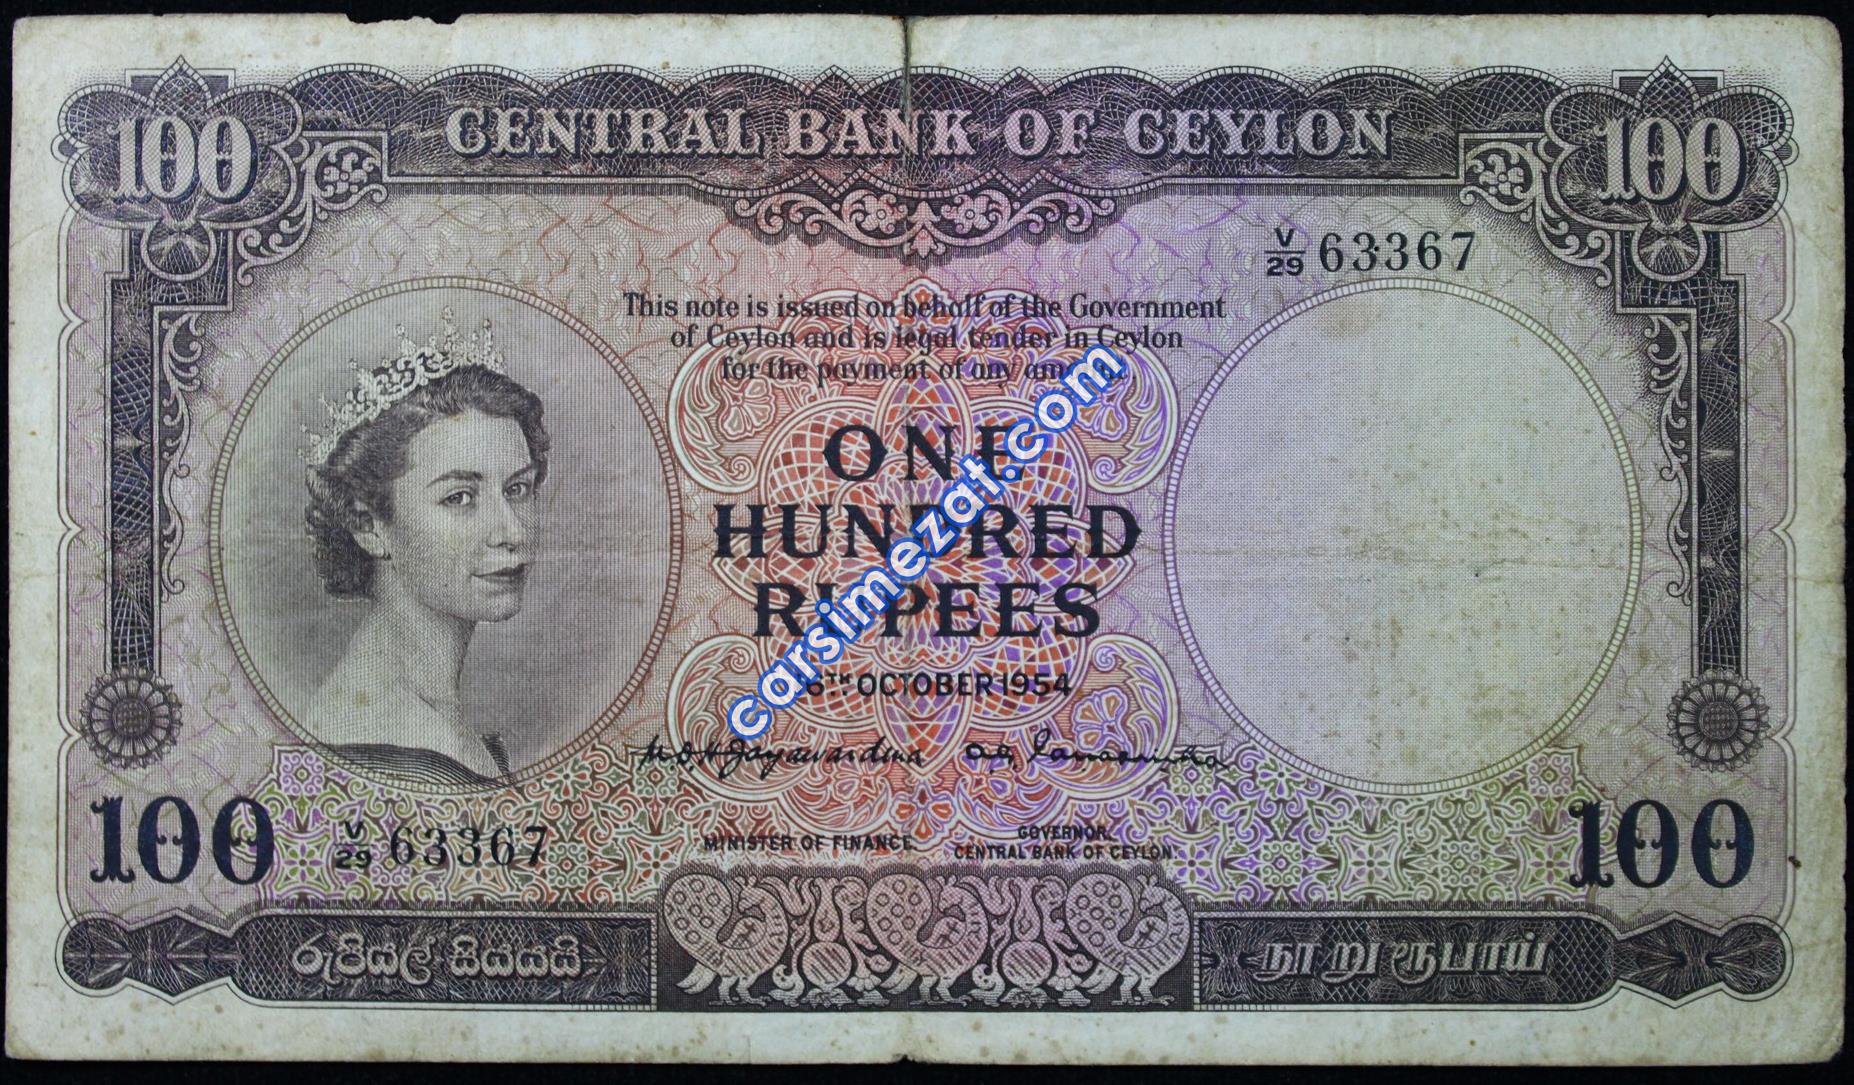 100 CENTRAL BANK OF CEYLON 100
V/29 63367
This note is issued on behalf of the Government
of Ceylon and is legal tender in Ceylon
for the payment of any
ONE
HUNDRED
RUPEES
16TH OCTOBER 1954
carsimezat.com
MINISTER OF FINANCE.
GOVERNOR.
CENTRAL BANK OF CEYLON.
100 V/29 63367 100
රුපියල් සියයයි
நூறு ரூபாய்